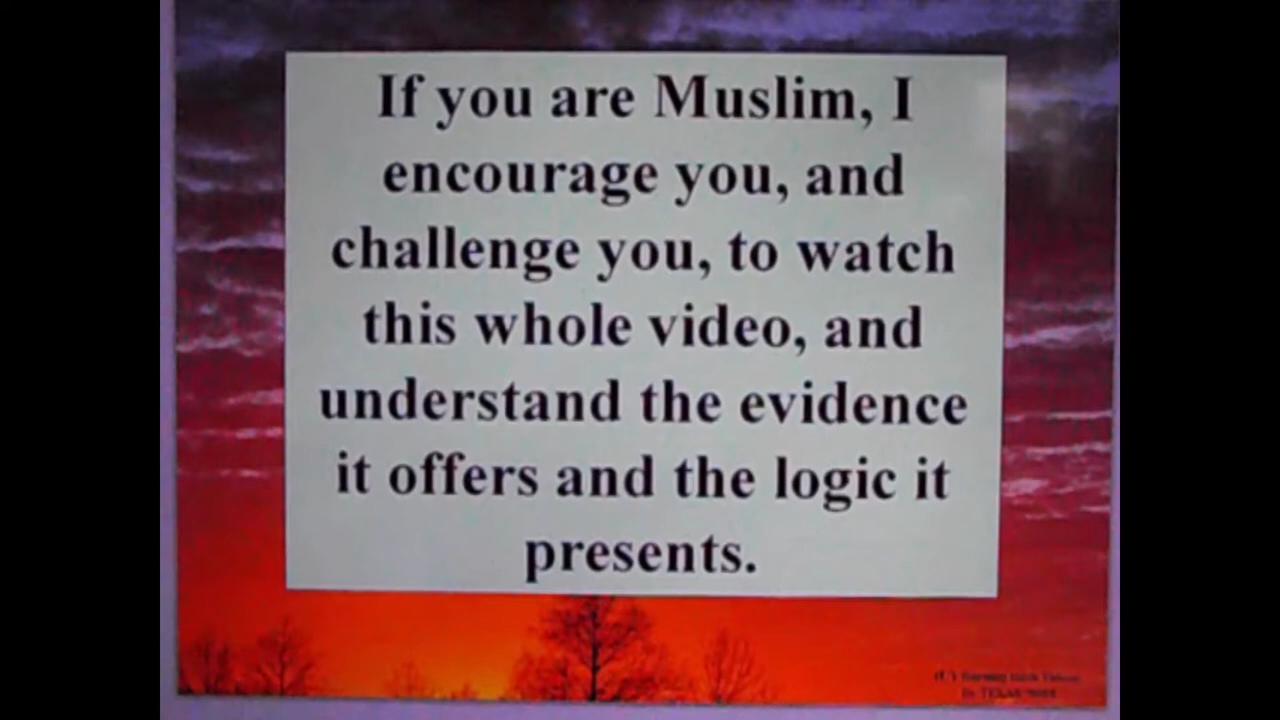 If you are Muslim, I
encourage you, and
challenge you, to watch
this whole video, and
understand the evidence
it offers and the logic it
presents.